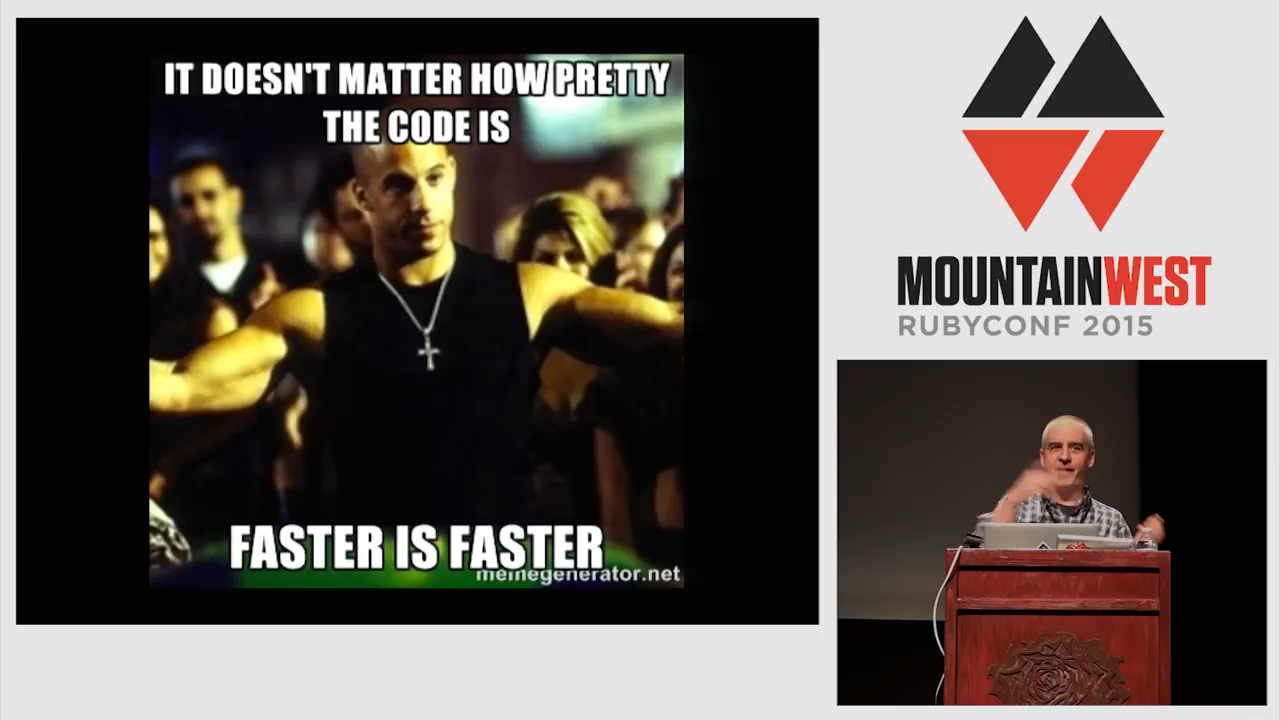 IT DOESN'T MATTER HOW PRETTY
THE CODE IS
FASTER IS FASTER
memegenerator.net
MOUNTAINWEST
RUBYCONF 2015